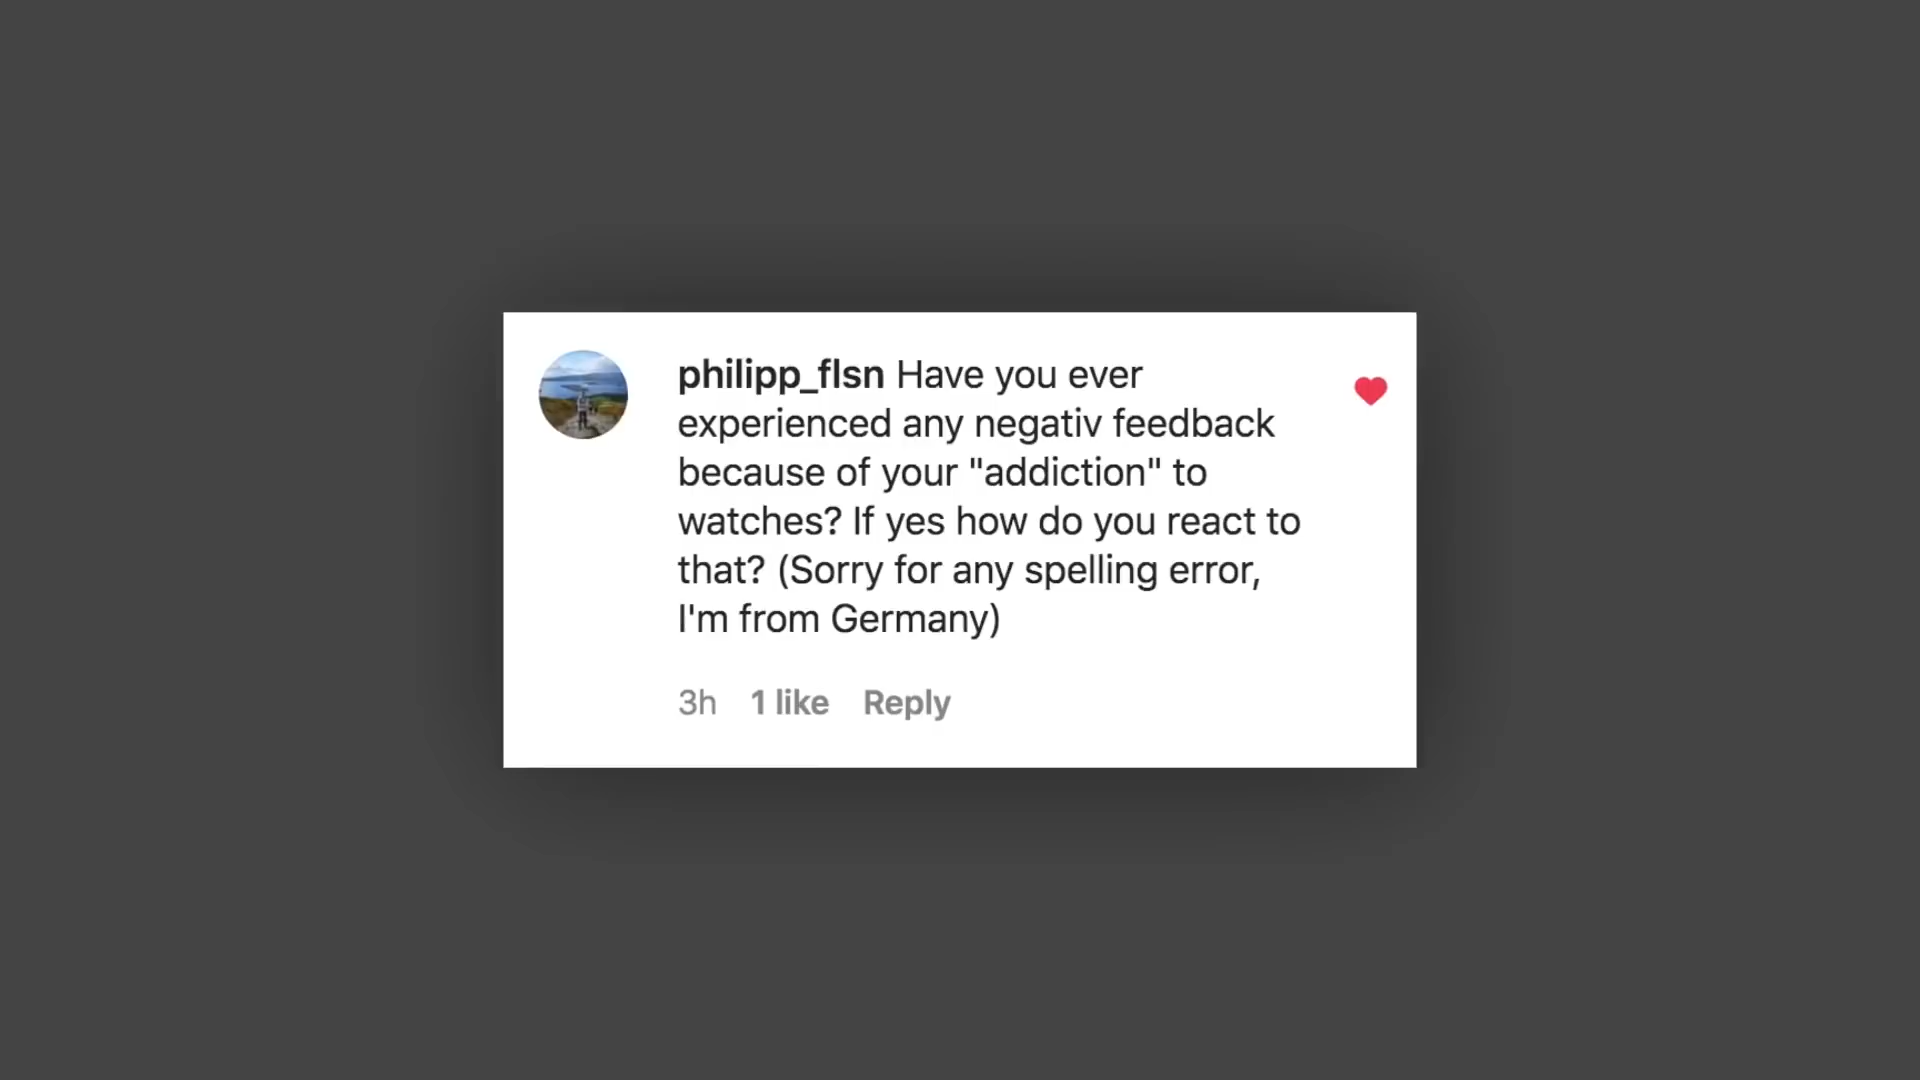 philipp_flsn Have you ever
experienced any negativ feedback
because of your "addiction" to
watches? If yes how do you react to
that? (Sorry for any spelling error,
I'm from Germany)
3h 1 like Reply